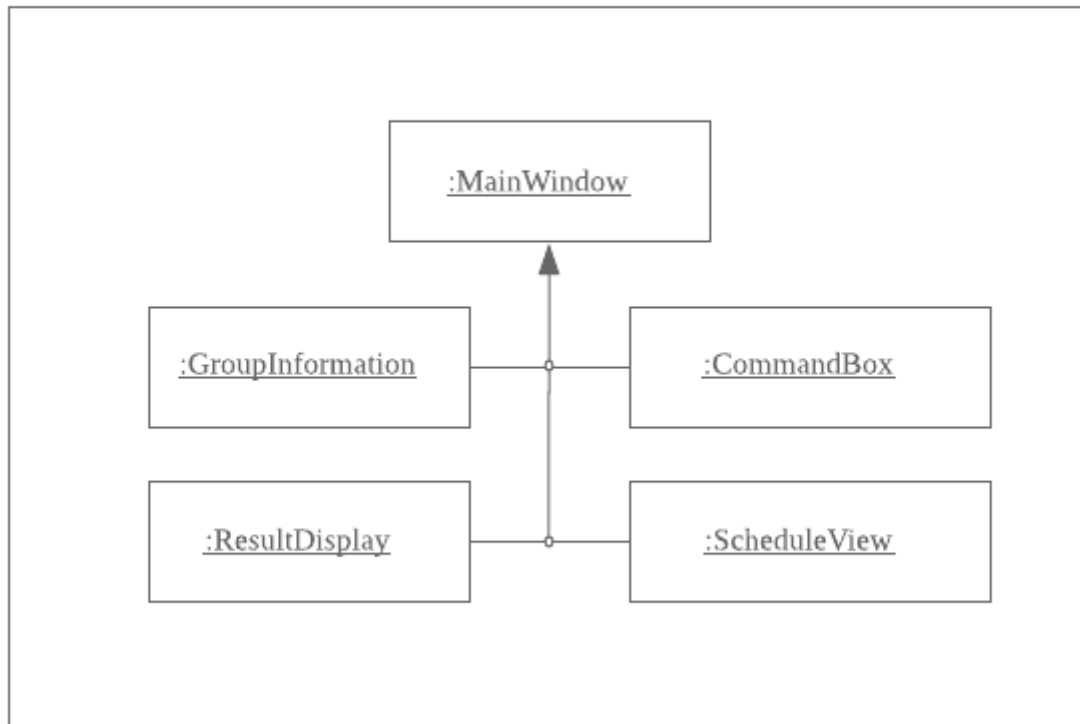 :MainWindow
:GroupInformation
:CommandBox
:ResultDisplay
:ScheduleView